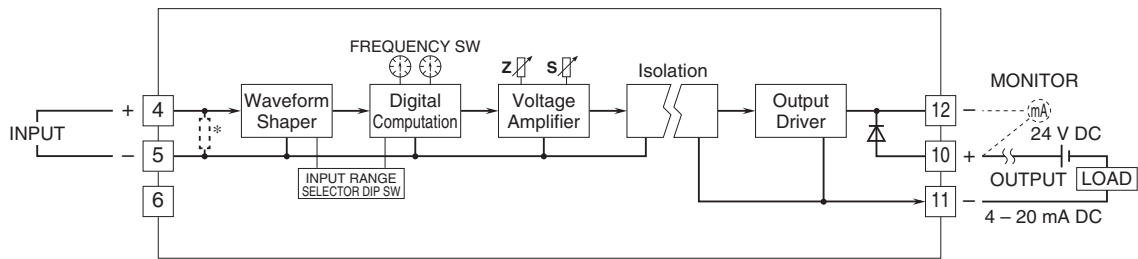 FREQUENCY SW
Z S
Isolation
MONITOR
INPUT
+ 4
Waveform
Shaper
Digital
Computation
Voltage
Amplifier
Output
Driver
12 –
mA
*
24 V DC
– 5
10 +
INPUT RANGE
SELECTOR DIP SW
OUTPUT
LOAD
6
11 –
4 – 20 mA DC